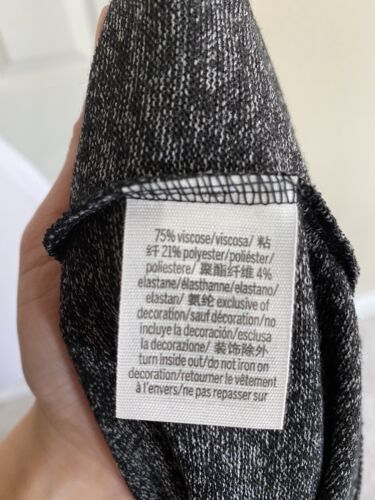 75% viscose/viscosa/ 粘
纤 21% polyester/poliéster/
poliestere/ 聚酯纤维 4%
elastane/élasthanne/elastano/
elastan/ 氨纶 exclusive of
decoration/sauf décoration/no
incluye la decoración/esclusa
la decorazione/ 装饰除外
turn inside out/do not iron on
decoration/retourner le vêtement
à l'envers/ne pas repasser sur